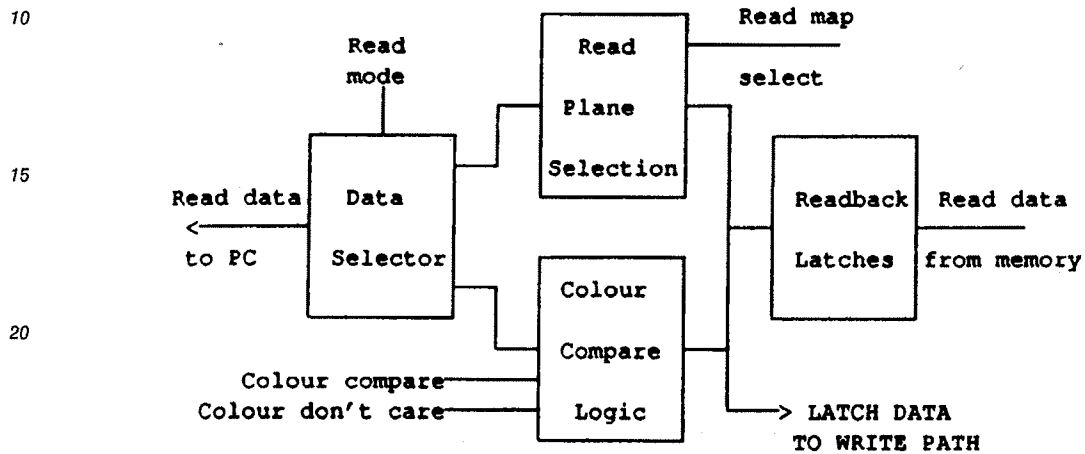 10
Read map
Read
mode
Read
select
Plane
Selection
15
Read data
Data
Readback
Read data
to PC
Selector
Latches
from memory
Colour
20
Compare
Colour compare
Colour don't care
Logic
LATCH DATA
TO WRITE PATH